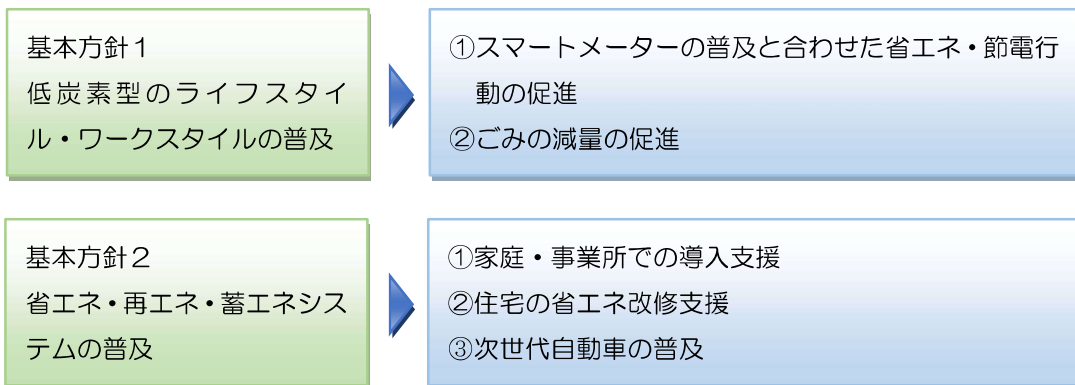 基本方針１
低炭素型のライフスタイ
ル・ワークスタイルの普及
①スマートメーターの普及と合わせた省エネ・節電行
動の促進
②ごみの減量の促進
基本方針２
省エネ・再エネ・蓄エネシス
テムの普及
①家庭・事業所での導入支援
②住宅の省エネ改修支援
③次世代自動車の普及